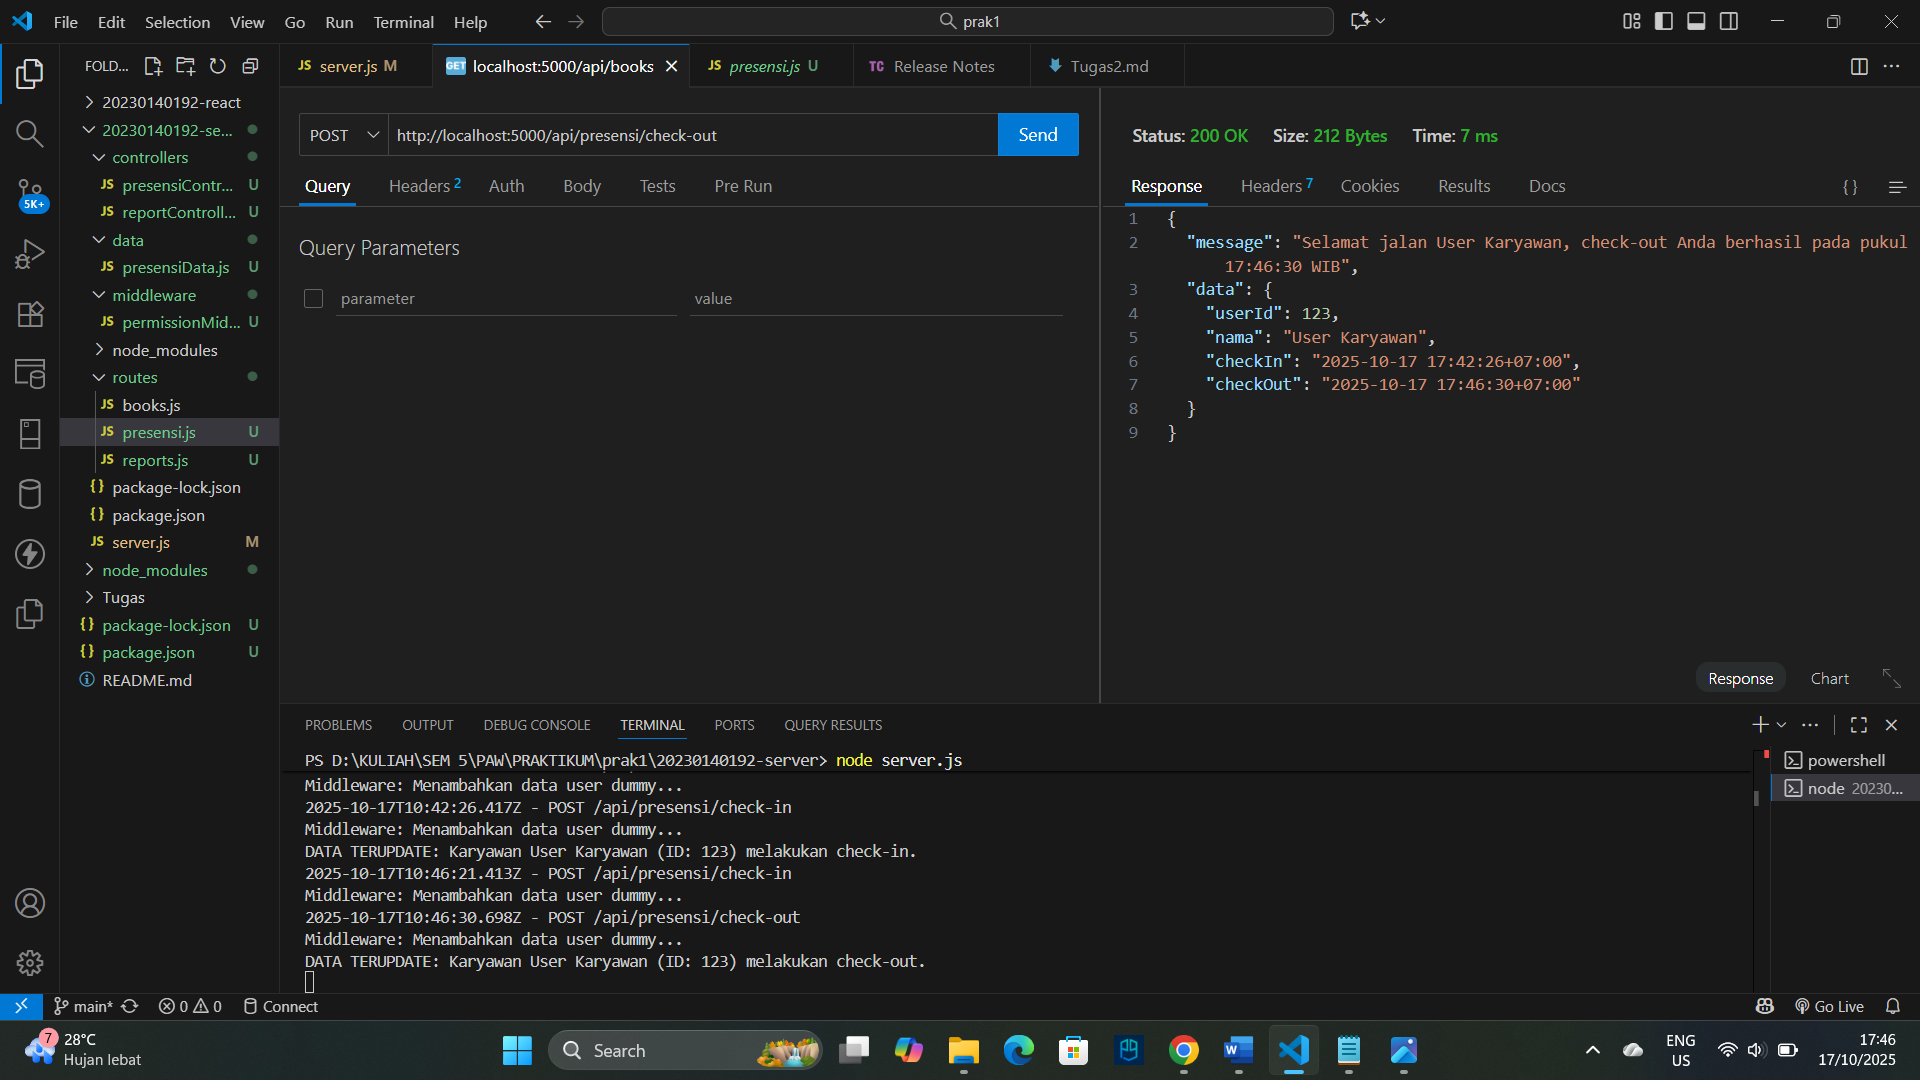 File Edit Selection View Go Run Terminal Help
prak1
FOLD...
20230140192-react
20230140192-se...
controllers
JS presensiContr... U
JS reportControll... U
data
JS presensiData.js U
middleware
JS permissionMid... U
node_modules
routes
JS books.js
JS presensi.js U
JS reports.js U
{} package-lock.json
{} package.json
JS server.js M
node_modules
Tugas
{} package-lock.json U
{} package.json U
README.md
5K+
JS server.js M
GET localhost:5000/api/books
JS presensi.js U
TC Release Notes
Tugas2.md
POST http://localhost:5000/api/presensi/check-out Send
Query Headers 2 Auth Body Tests Pre Run
Query Parameters
parameter value
Status: 200 OK Size: 212 Bytes Time: 7 ms
Response Headers 7 Cookies Results Docs {}
1 {
2 "message": "Selamat jalan User Karyawan, check-out Anda berhasil pada pukul
17:46:30 WIB",
3 "data": {
4 "userId": 123,
5 "nama": "User Karyawan",
6 "checkIn": "2025-10-17 17:42:26+07:00",
7 "checkOut": "2025-10-17 17:46:30+07:00"
8 }
9 }
Response Chart
PROBLEMS OUTPUT DEBUG CONSOLE TERMINAL PORTS QUERY RESULTS
PS D:\KULIAH\SEM 5\PAW\PRAKTIKUM\prak1\20230140192-server> node server.js
Middleware: Menambahkan data user dummy...
2025-10-17T10:42:26.417Z - POST /api/presensi/check-in
Middleware: Menambahkan data user dummy...
DATA TERUPDATE: Karyawan User Karyawan (ID: 123) melakukan check-in.
2025-10-17T10:46:21.413Z - POST /api/presensi/check-in
Middleware: Menambahkan data user dummy...
2025-10-17T10:46:30.698Z - POST /api/presensi/check-out
Middleware: Menambahkan data user dummy...
DATA TERUPDATE: Karyawan User Karyawan (ID: 123) melakukan check-out.
powershell
node 20230...
main* 0 0 Connect
Go Live
7
28°C
Hujan lebat
Search
ENG
US
17:46
17/10/2025